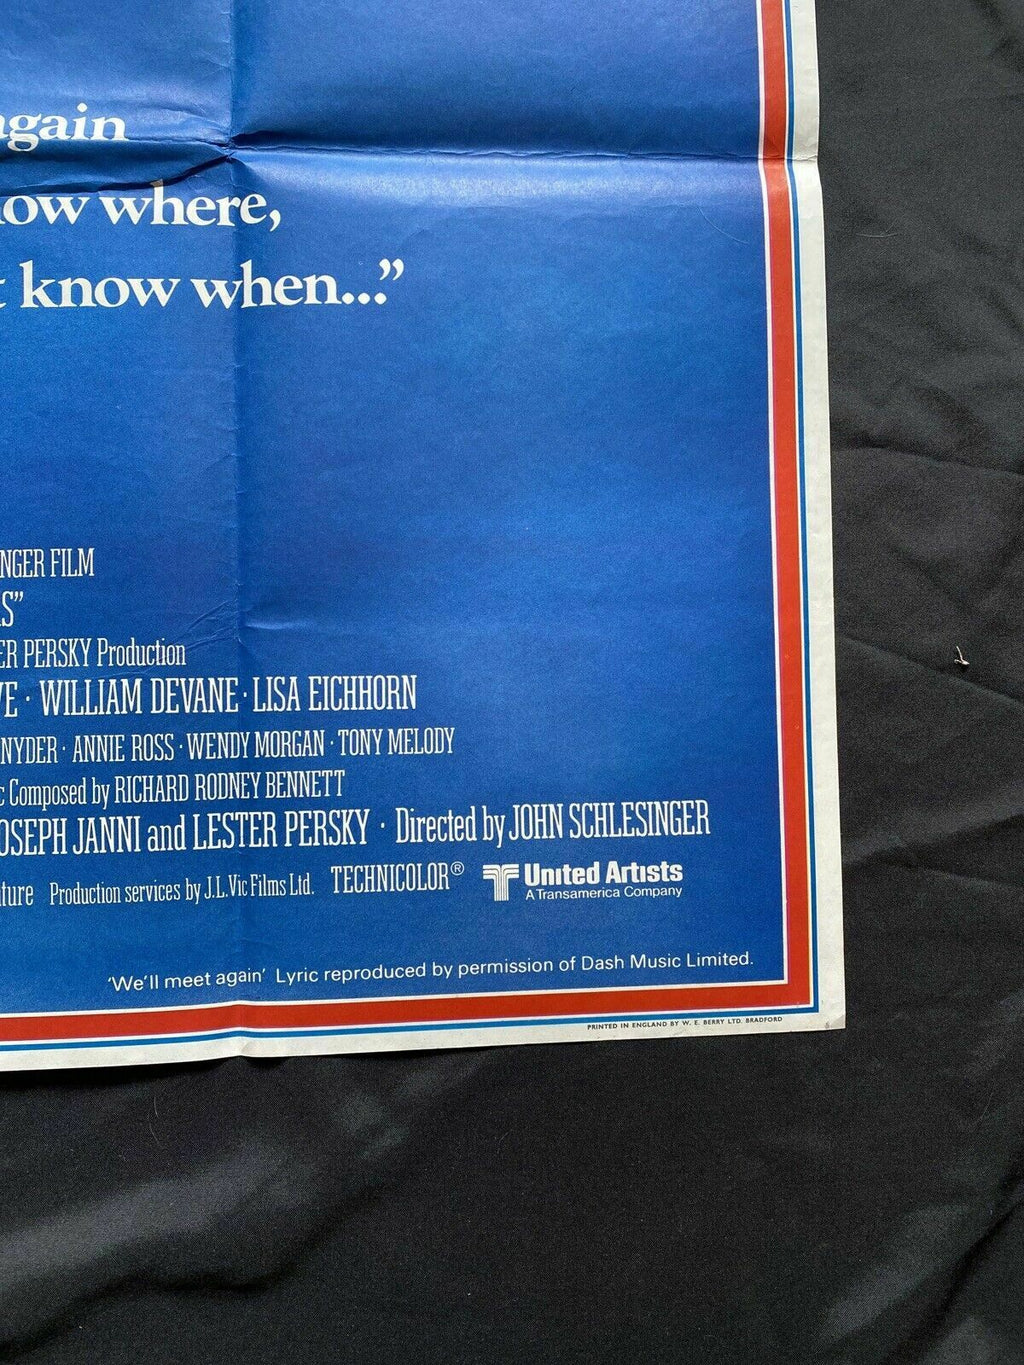 again
now where,
t know when...”
NGER FILM
S”
ER PERSKY Production
VE · WILLIAM DEVANE · LISA EICHHORN
NYDER · ANNIE ROSS · WENDY MORGAN · TONY MELODY
c Composed by RICHARD RODNEY BENNETT
OSEPH JANNI and LESTER PERSKY · Directed by JOHN SCHLESINGER
ture Production services by J.L.Vic Films Ltd. TECHNICOLOR® United Artists
A Transamerica Company
'We'll meet again' Lyric reproduced by permission of Dash Music Limited.
PRINTED IN ENGLAND BY W. E. BERRY LTD. BRADFORD